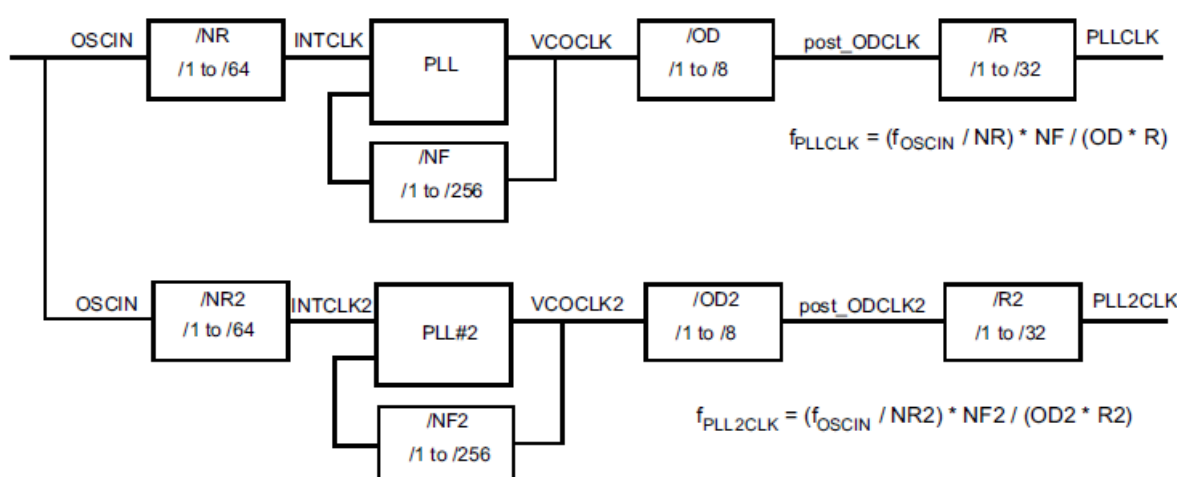 OSCIN
/NR
/1 to /64
INTCLK
PLL
/NF
/1 to /256
VCOCLK
/OD
/1 to /8
post_ODCLK
/R
/1 to /32
PLLCLK
fPLLCLK = (fOSCIN / NR) * NF / (OD * R)
OSCIN
/NR2
/1 to /64
INTCLK2
PLL#2
/NF2
/1 to /256
VCOCLK2
/OD2
/1 to /8
post_ODCLK2
/R2
/1 to /32
PLL2CLK
fPLL2CLK = (fOSCIN / NR2) * NF2 / (OD2 * R2)